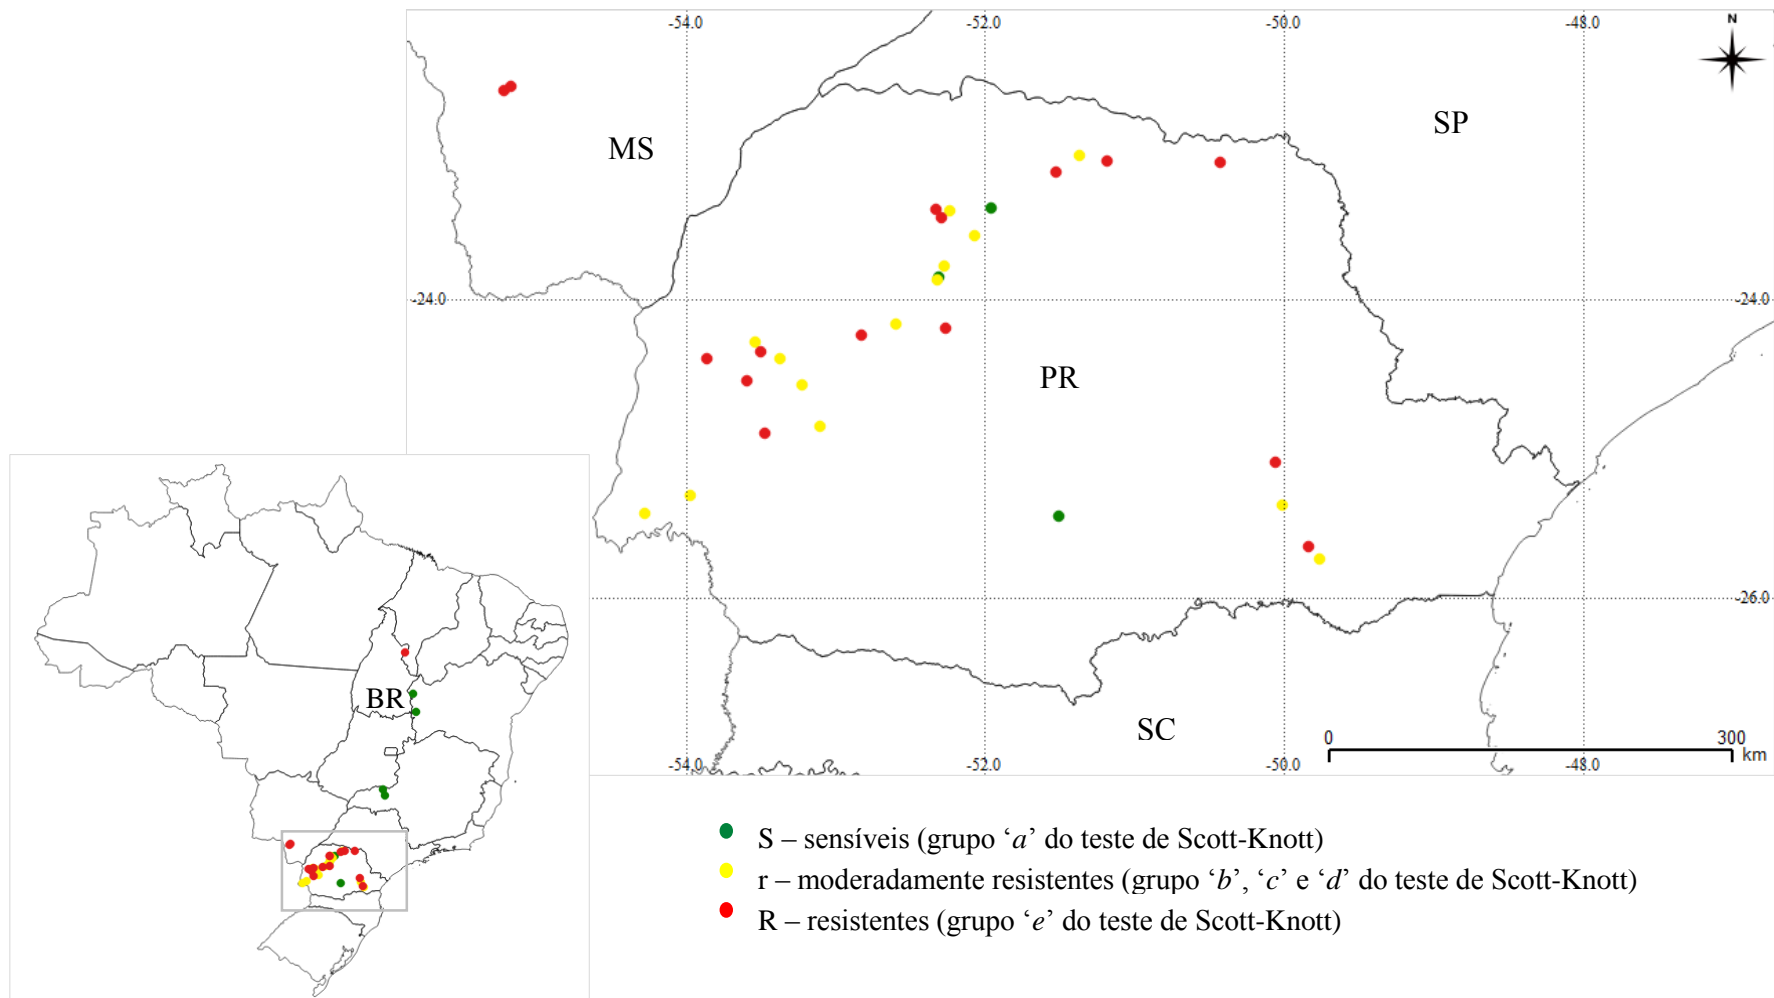 -54.0 -52.0 -50.0 -48.0
N
SP
MS
-24.0 -24.0
PR
-26.0
BR
SC
0 300
km
-54.0 -52.0 -50.0 -48.0
S – sensíveis (grupo ‘a’ do teste de Scott-Knott)
r – moderadamente resistentes (grupo ‘b’, ‘c’ e ‘d’ do teste de Scott-Knott)
R – resistentes (grupo ‘e’ do teste de Scott-Knott)